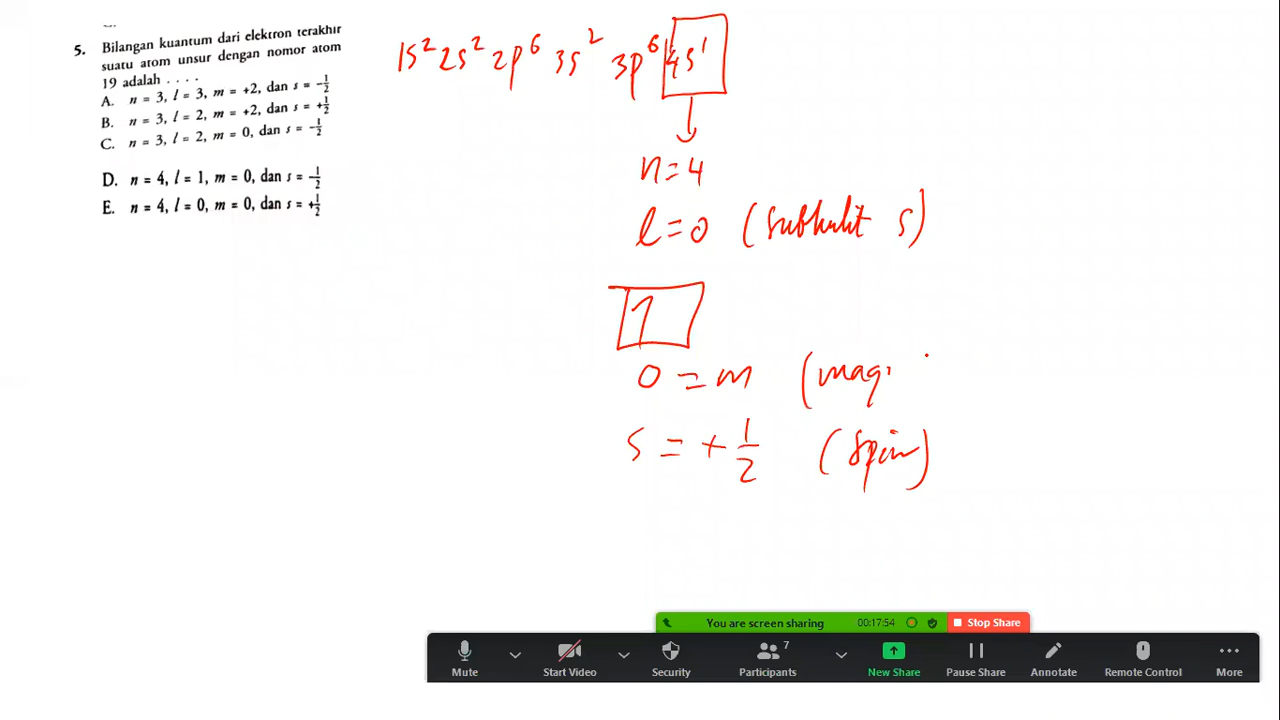 5. Bilangan kuantum dari elektron terakhir
suatu atom unsur dengan nomor atom
19 adalah . . . .
A. n = 3, l = 3, m = +2, dan s = −1/2
B. n = 3, l = 2, m = +2, dan s = +1/2
C. n = 3, l = 2, m = 0, dan s = −1/2
D. n = 4, l = 1, m = 0, dan s = −1/2
E. n = 4, l = 0, m = 0, dan s = +1/2
1s² 2s² 2p⁶ 3s² 3p⁶ 4s¹
n = 4
l = 0 (subkulit s)
1
0 = m (mag
s = + 1/2 (spin)
You are screen sharing 00:17:54 Stop Share
7
Mute Start Video Security Participants New Share Pause Share Annotate Remote Control More